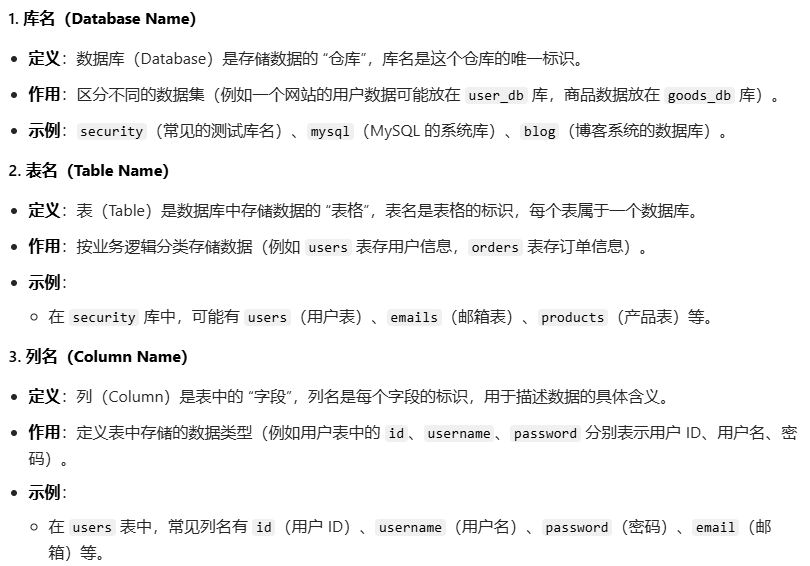 1. 库名（Database Name）
• 定义：数据库（Database）是存储数据的 “仓库”，库名是这个仓库的唯一标识。
• 作用：区分不同的数据集（例如一个网站的用户数据可能放在 user_db 库，商品数据放在 goods_db 库）。
• 示例：security（常见的测试库名）、mysql（MySQL 的系统库）、blog（博客系统的数据库）。
2. 表名（Table Name）
• 定义：表（Table）是数据库中存储数据的 “表格”，表名是表格的标识，每个表属于一个数据库。
• 作用：按业务逻辑分类存储数据（例如 users 表存用户信息，orders 表存订单信息）。
• 示例：
○ 在 security 库中，可能有 users（用户表）、emails（邮箱表）、products（产品表）等。
3. 列名（Column Name）
• 定义：列（Column）是表中的 “字段”，列名是每个字段的标识，用于描述数据的具体含义。
• 作用：定义表中存储的数据类型（例如用户表中的 id、username、password 分别表示用户 ID、用户名、密
码）。
• 示例：
○ 在 users 表中，常见列名有 id（用户 ID）、username（用户名）、password（密码）、email（邮
箱）等。